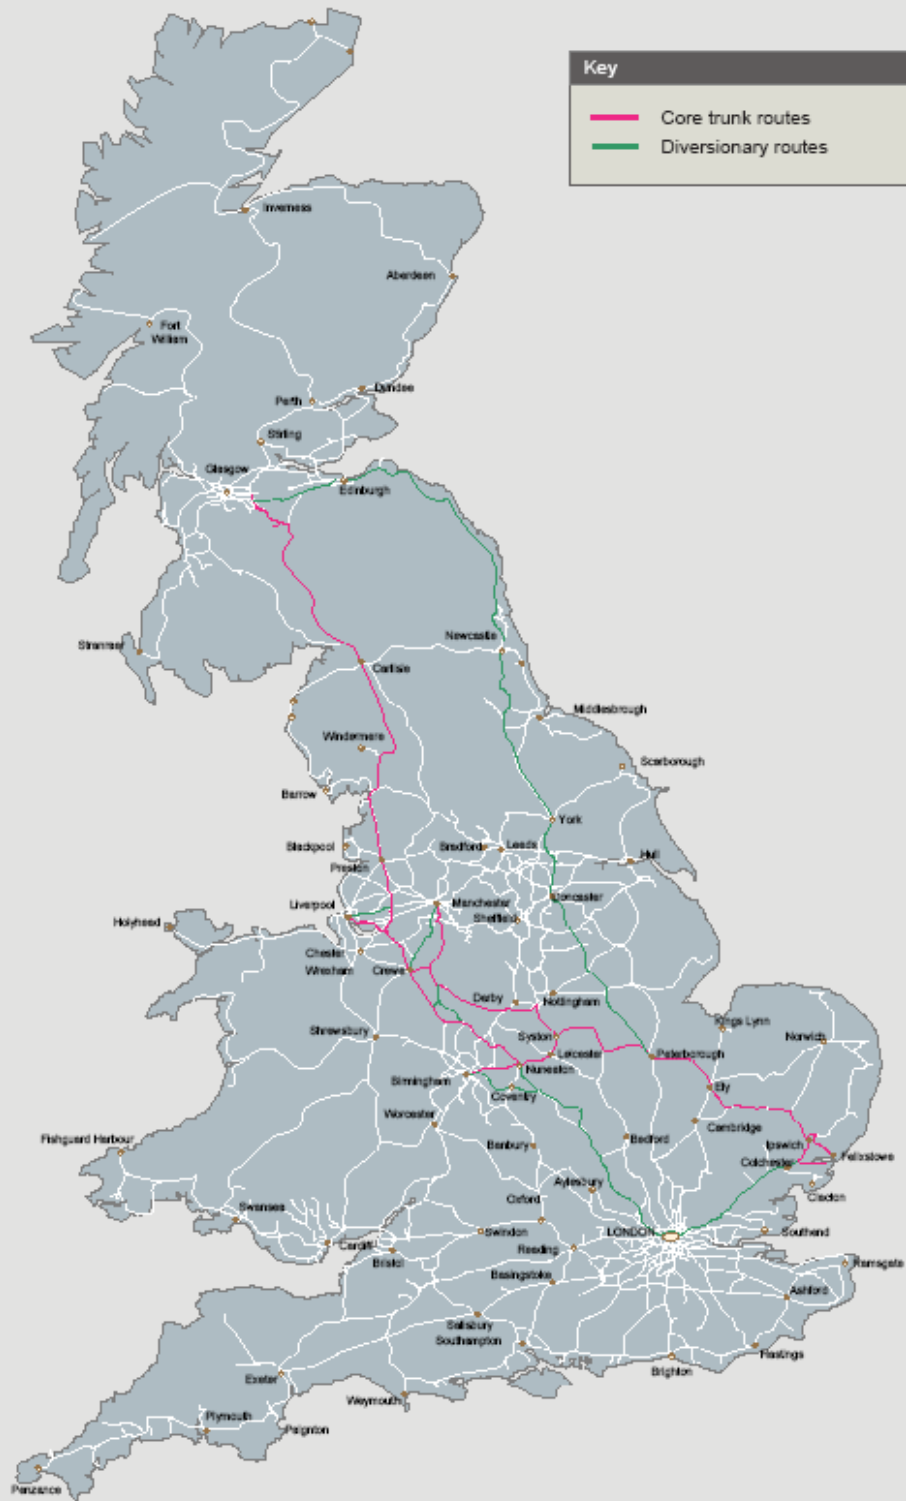 Key
Core trunk routes
Diversionary routes
Inverness
Aberdeen
Fort
William
Dundee
Perth
Stirling
Glasgow
Edinburgh
Newcastle
Stranraer
Carlisle
Middlesbrough
Windermere
Scarborough
Barrow
York
Blackpool
Bradford
Leeds
Hull
Preston
Liverpool
Manchester
Doncaster
Holyhead
Sheffield
Chester
Wrexham
Crewe
Derby
Nottingham
Kings Lynn
Shrewsbury
Syston
Norwich
Leicester
Peterborough
Nuneaton
Birmingham
Ely
Coventry
Worcester
Cambridge
Fishguard Harbour
Banbury
Bedford
Ipswich
Felixstowe
Colchester
Aylesbury
Clacton
Swansea
Oxford
Cardiff
Swindon
LONDON
Southend
Bristol
Reading
Ramsgate
Basingstoke
Ashford
Salisbury
Southampton
Hastings
Brighton
Exeter
Weymouth
Plymouth
Paignton
Penzance